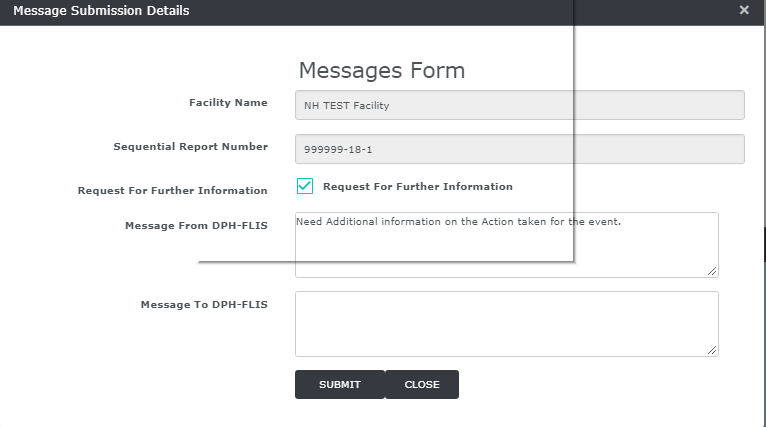 Message Submission Details ×
Messages Form
Facility Name NH TEST Facility
Sequential Report Number 999999-18-1
Request For Further Information Request For Further Information
Message From DPH-FLIS Need Additional information on the Action taken for the event.
Message To DPH-FLIS
SUBMIT CLOSE